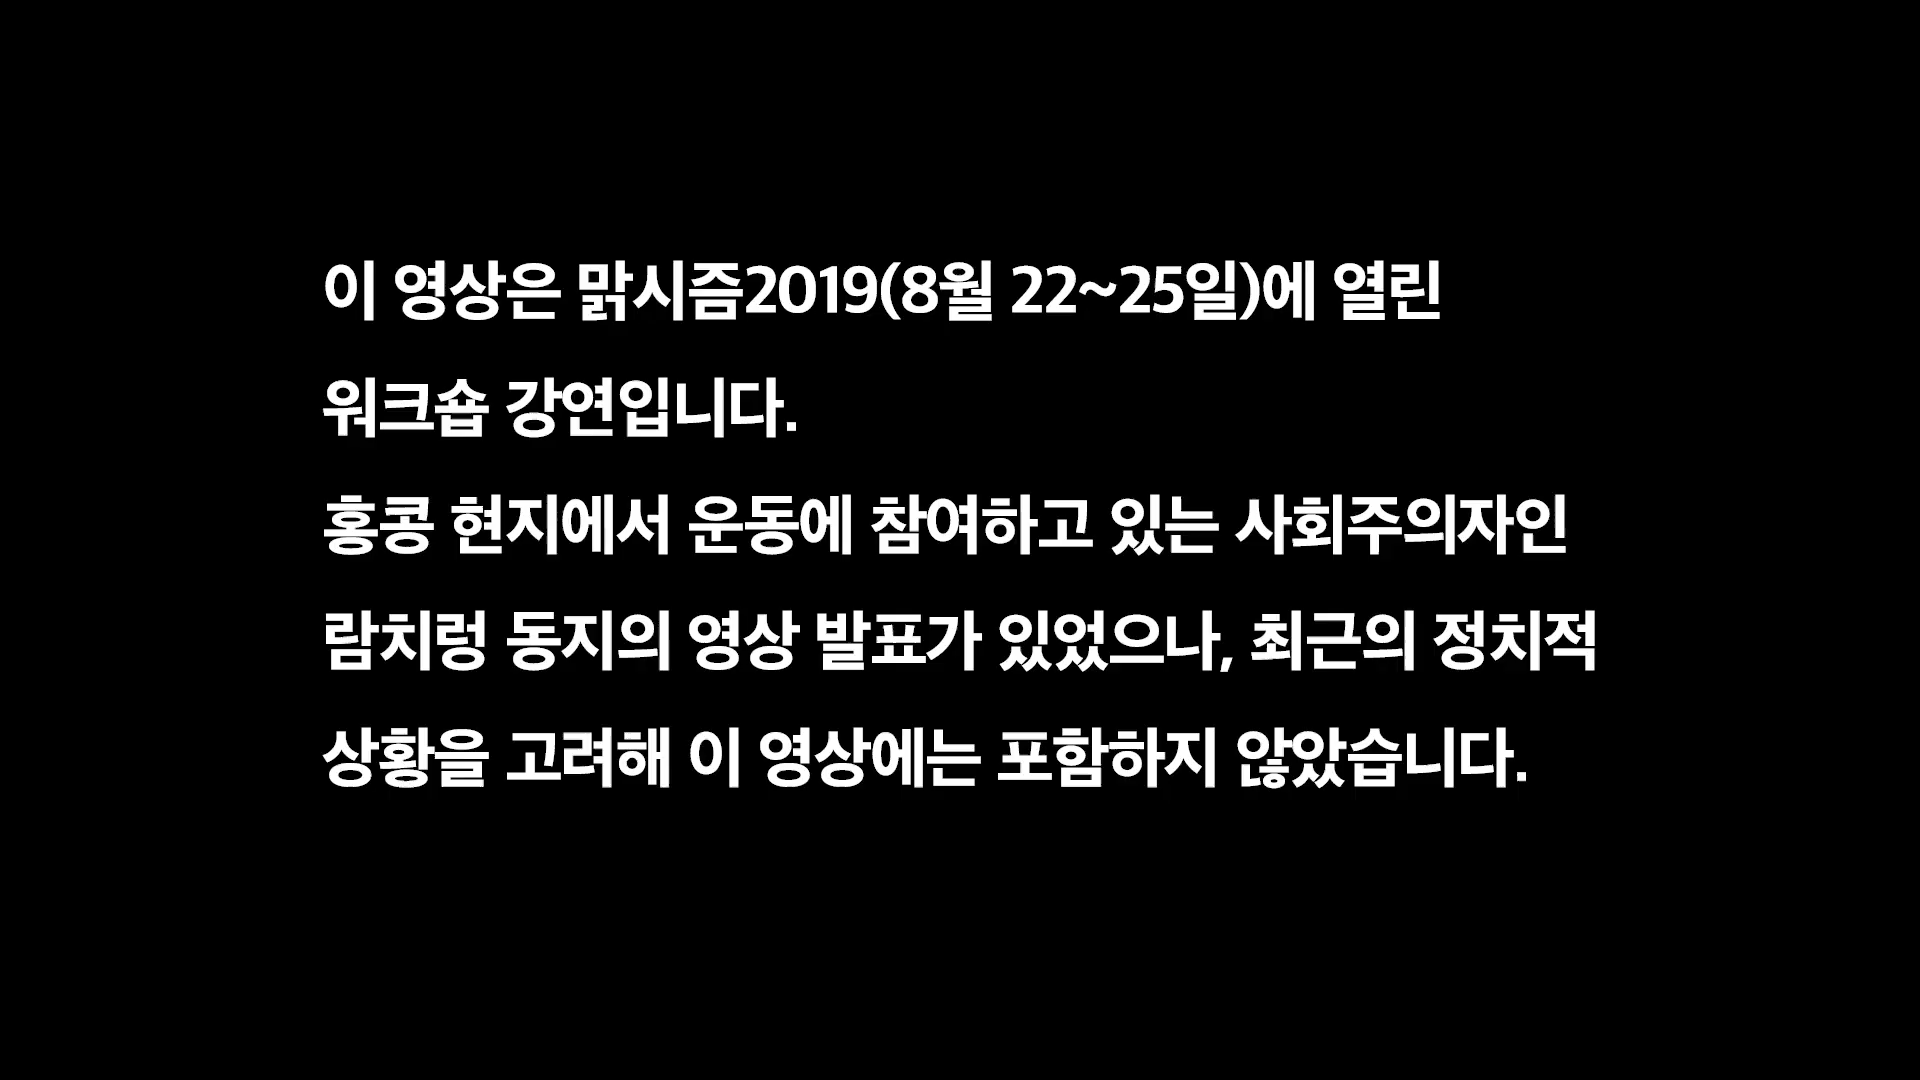 이 영상은 맑시즘2019(8월 22~25일)에 열린
워크숍 강연입니다.
홍콩 현지에서 운동에 참여하고 있는 사회주의자인
람치렁 동지의 영상 발표가 있었으나, 최근의 정치적
상황을 고려해 이 영상에는 포함하지 않았습니다.